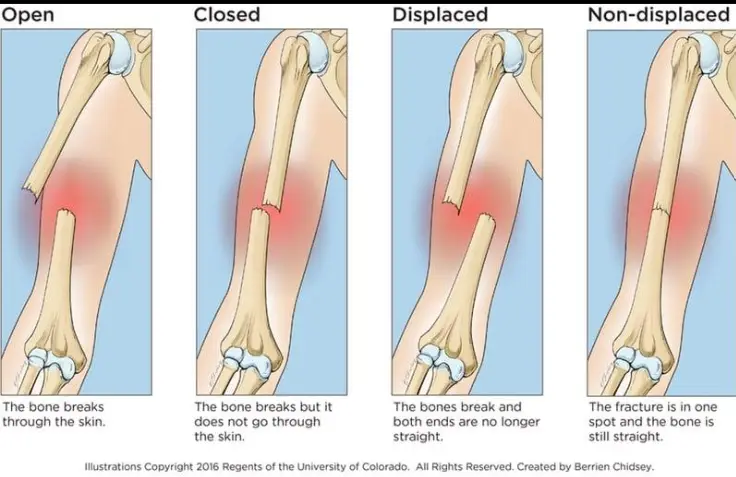 Open
Closed
Displaced
Non-displaced
The bone breaks
through the skin.
The bone breaks but it
does not go through
the skin.
The bones break and
both ends are no longer
straight.
The fracture is in one
spot and the bone is
still straight.
Illustrations Copyright 2016 Regents of the University of Colorado. All Rights Reserved. Created by Berrien Chidsey.